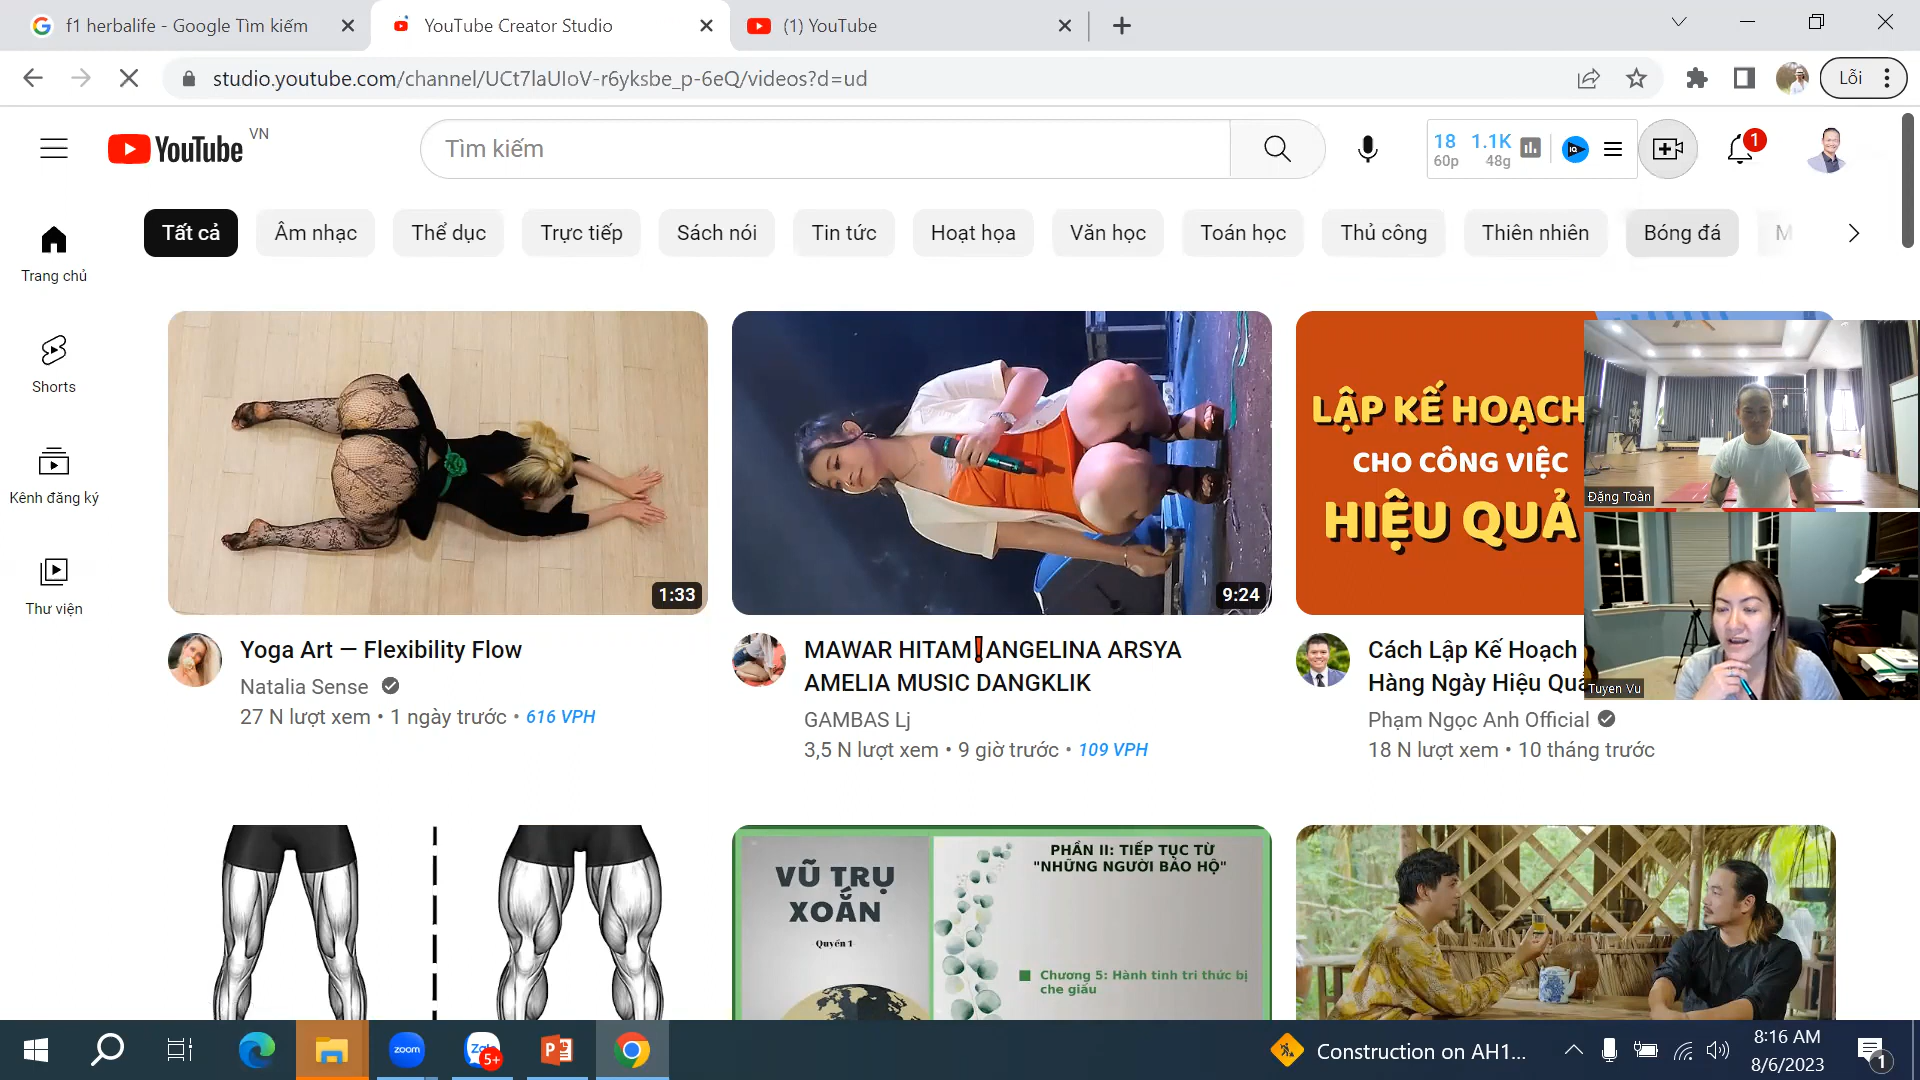 f1 herbalife - Google Tìm kiếm
YouTube Creator Studio
(1) YouTube
studio.youtube.com/channel/UCt7laUIoV-r6yksbe_p-6eQ/videos?d=ud
Lỗi
YouTube VN
Tìm kiếm
18 1.1K
60p 48g
iQ
1
Tất cả
Âm nhạc
Thể dục
Trực tiếp
Sách nói
Tin tức
Hoạt họa
Văn học
Toán học
Thủ công
Thiên nhiên
Bóng đá
M
Trang chủ
Shorts
Kênh đăng ký
Thư viện
1:33
9:24
LẬP KẾ HOẠCH
CHO CÔNG VIỆC
HIỆU QUẢ
Đặng Toàn
Tuyen Vu
Yoga Art — Flexibility Flow
Natalia Sense
27 N lượt xem • 1 ngày trước • 616 VPH
MAWAR HITAM❗ANGELINA ARSYA
AMELIA MUSIC DANGKLIK
GAMBAS Lj
3,5 N lượt xem • 9 giờ trước • 109 VPH
Cách Lập Kế Hoạch
Hàng Ngày Hiệu Quả
Phạm Ngọc Anh Official
18 N lượt xem • 10 tháng trước
VŨ TRỤ
XOẮN
Quyển 1
PHẦN II: TIẾP TỤC TỪ
"NHỮNG NGƯỜI BẢO HỘ"
Chương 5: Hành tinh tri thức bị
che giấu
zoom
Zalo
5+
Construction on AH1...
8:16 AM
8/6/2023
1